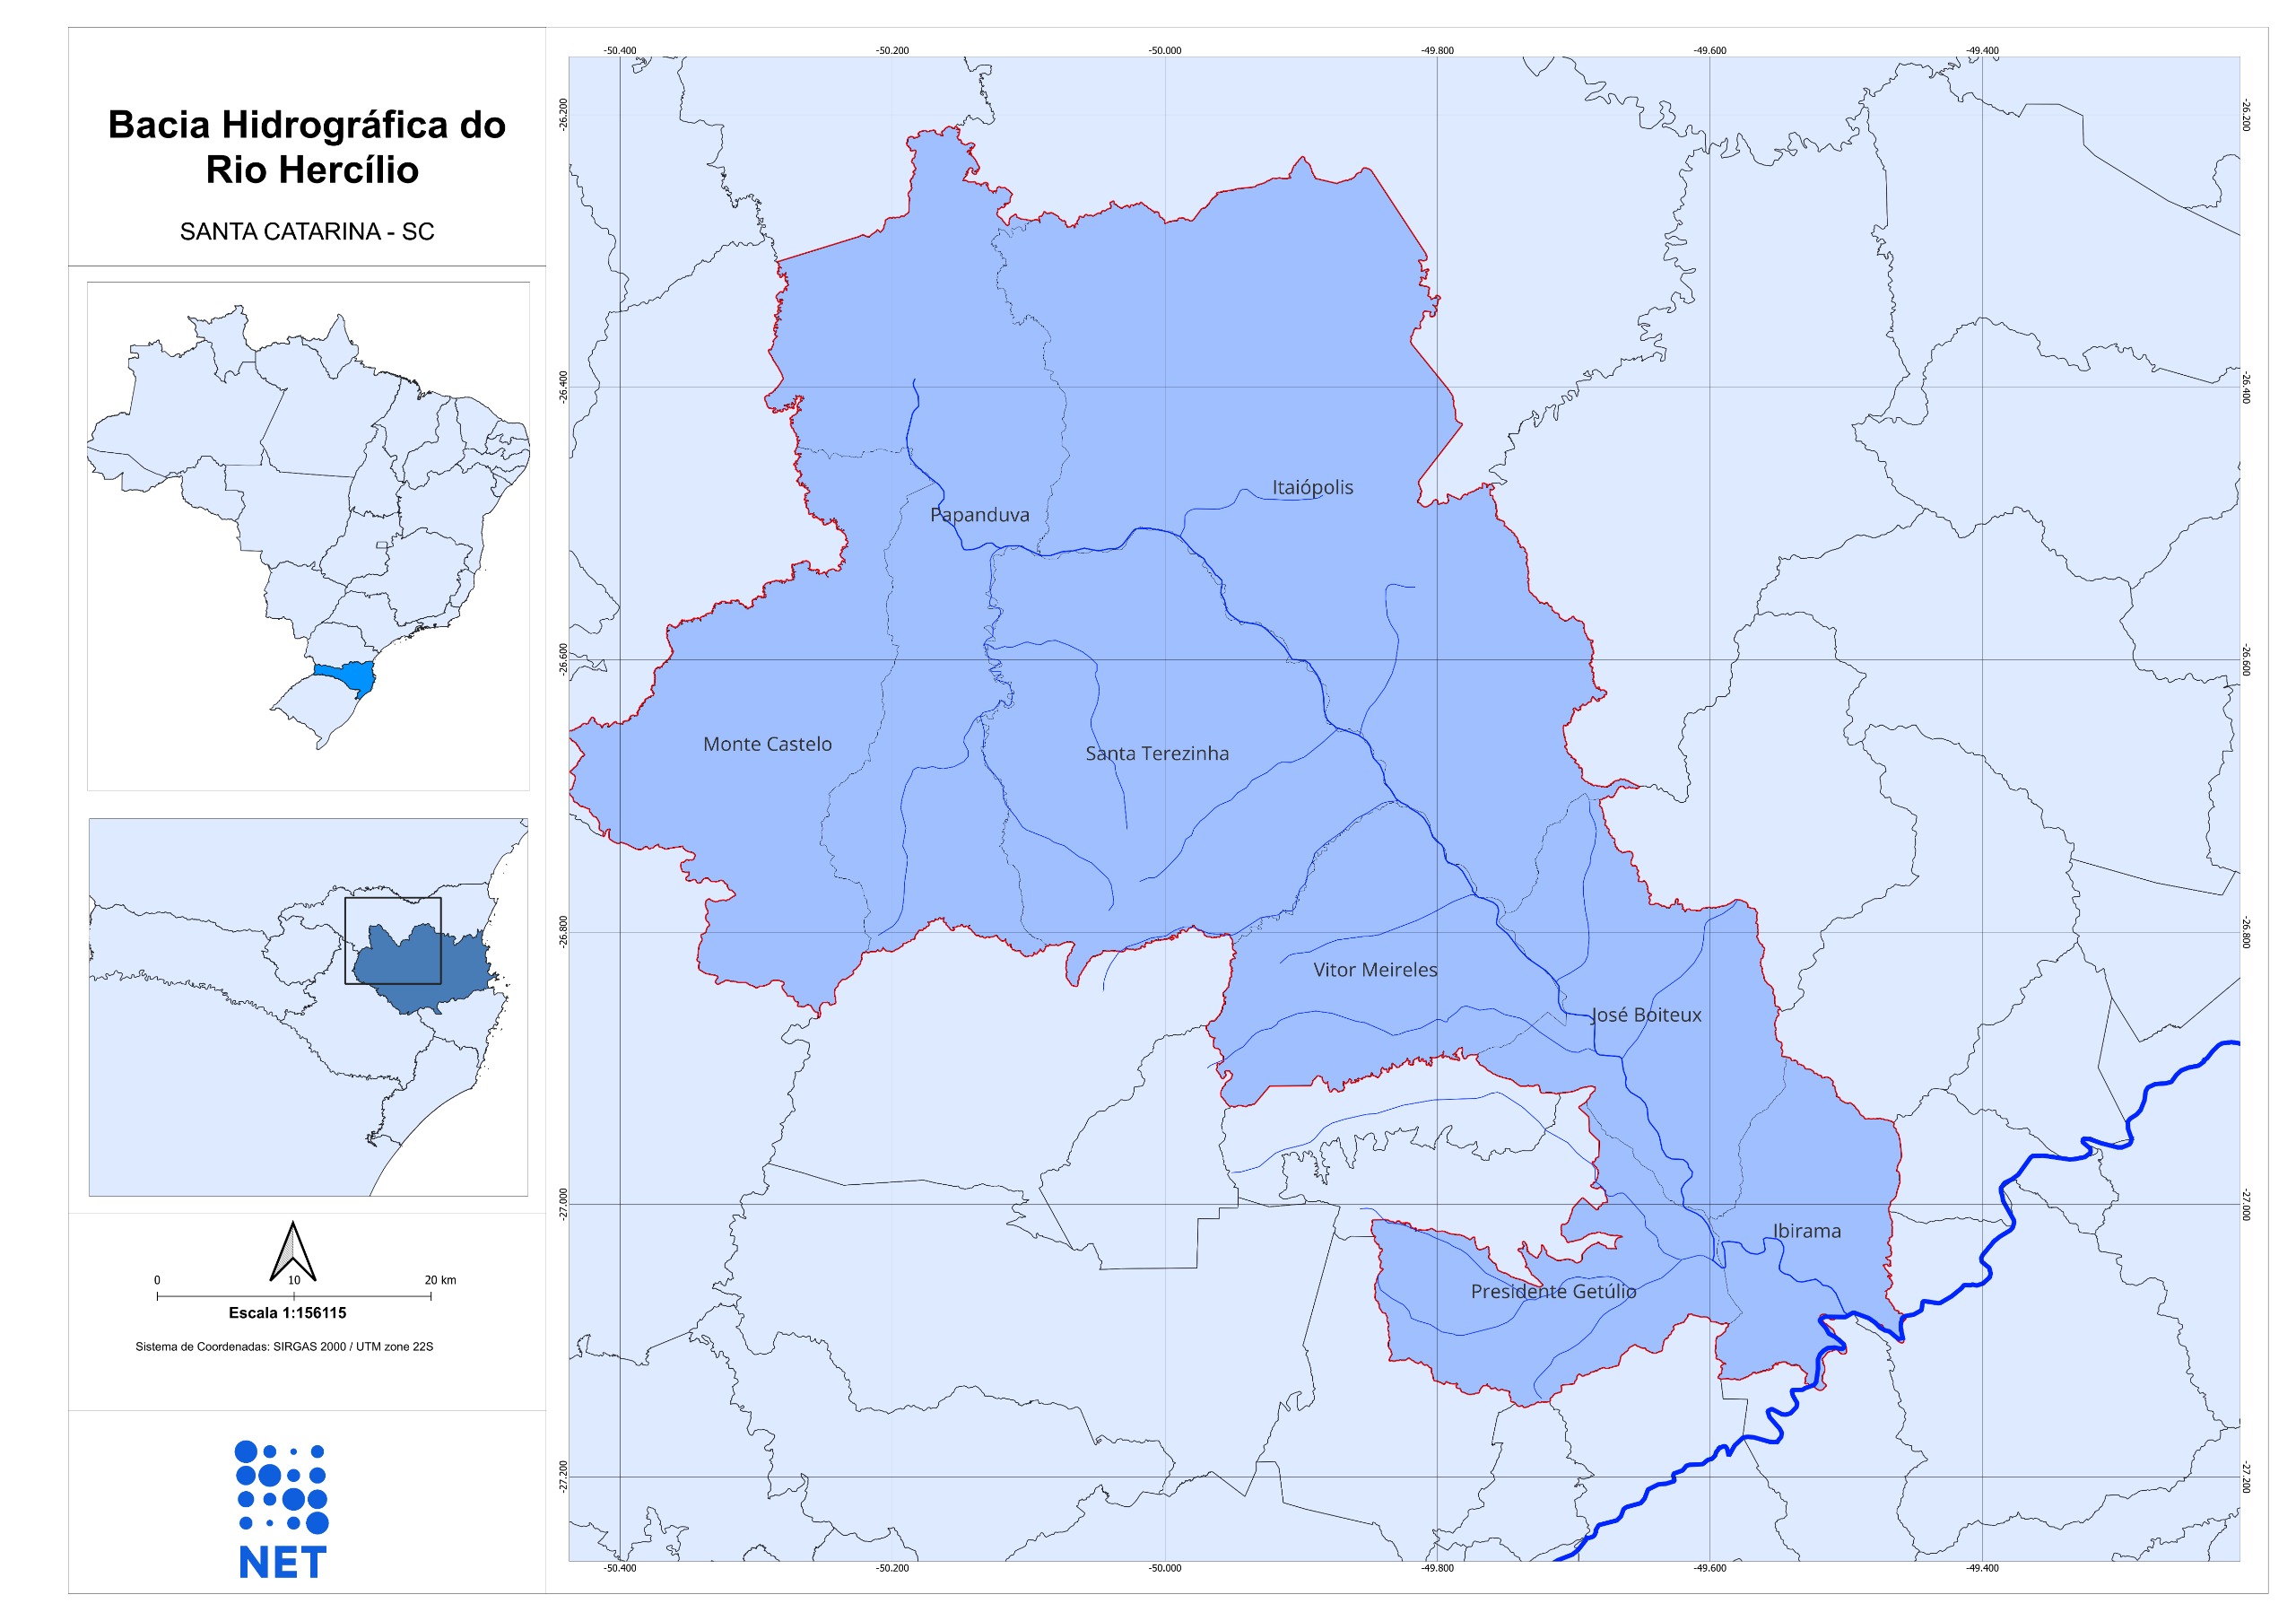 Bacia Hidrográfica do
Rio Hercílio
SANTA CATARINA - SC
0 10 20 km
Escala 1:156115
Sistema de Coordenadas: SIRGAS 2000 / UTM zone 22S
NET
-50.400 -50.200 -50.000 -49.800 -49.600 -49.400
-26.200 -26.200
-26.400 -26.400
Itaiópolis
Papanduva
-26.600 -26.600
Monte Castelo
Santa Terezinha
-26.800 -26.800
Vitor Meireles
José Boiteux
-27.000 -27.000
Ibirama
Presidente Getúlio
-27.200 -27.200
-50.400 -50.200 -50.000 -49.800 -49.600 -49.400